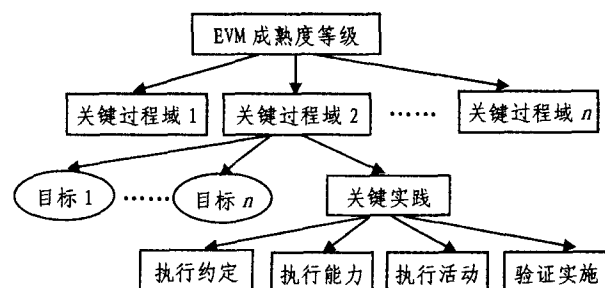 EVM 成熟度等级
关键过程域 1
关键过程域 2
……
关键过程域 n
目标 1
……
目标 n
关键实践
执行约定
执行能力
执行活动
验证实施